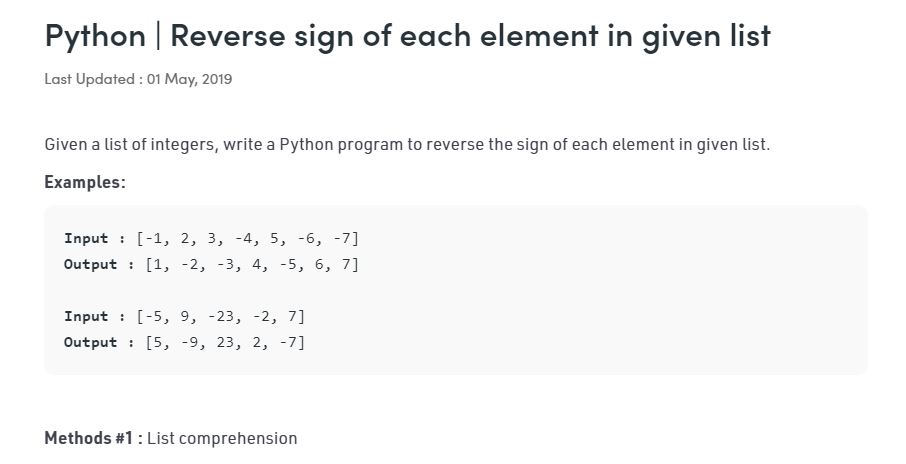 Python | Reverse sign of each element in given list
Last Updated : 01 May, 2019
Given a list of integers, write a Python program to reverse the sign of each element in given list.
Examples:
Input : [-1, 2, 3, -4, 5, -6, -7]
Output : [1, -2, -3, 4, -5, 6, 7]
Input : [-5, 9, -23, -2, 7]
Output : [5, -9, 23, 2, -7]
Methods #1 : List comprehension